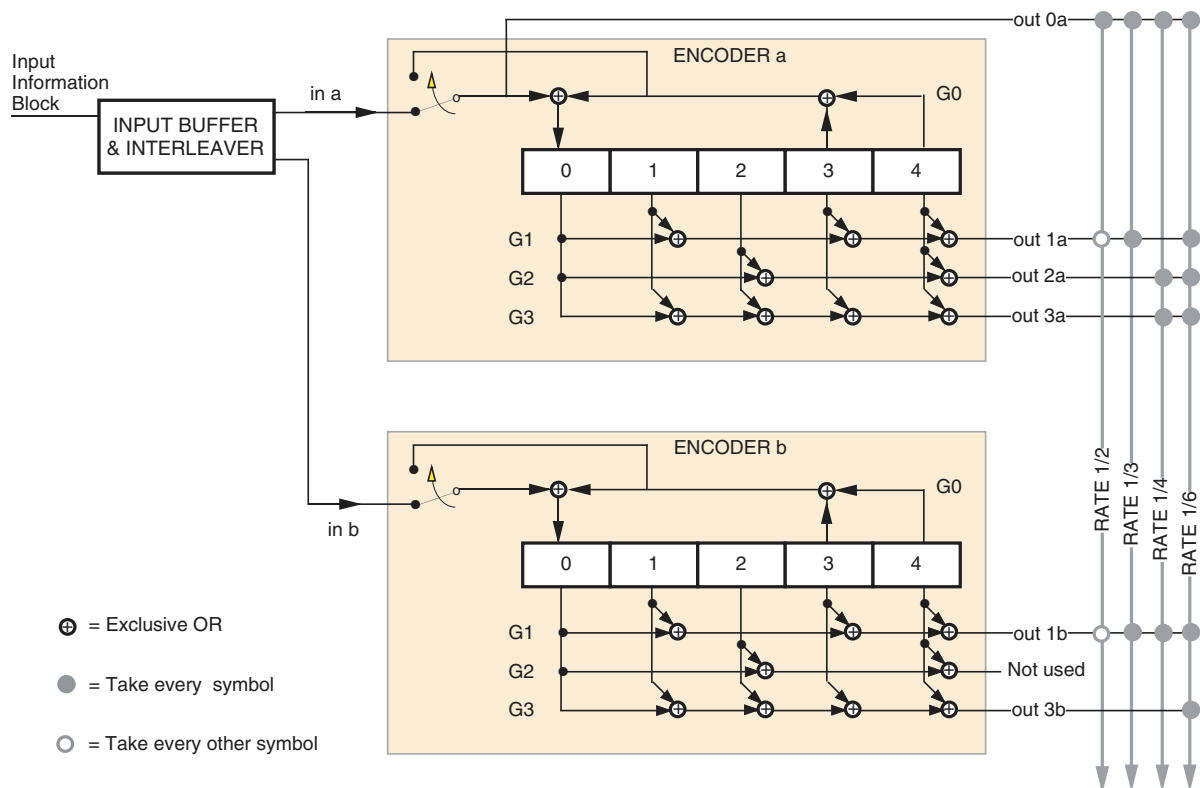 out 0a
ENCODER a
Input
Information
Block
in a
INPUT BUFFER
& INTERLEAVER
G0
0 1 2 3 4
G1
out 1a
G2
out 2a
G3
out 3a
ENCODER b
in b
G0
0 1 2 3 4
G1
out 1b
G2
Not used
G3
out 3b
RATE 1/2
RATE 1/3
RATE 1/4
RATE 1/6
= Exclusive OR
= Take every symbol
= Take every other symbol